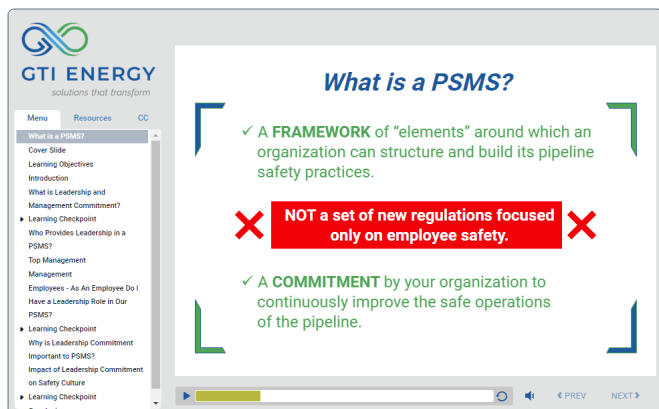 GTI ENERGY
solutions that transform
Menu
Resources
CC
What is a PSMS?
Cover Slide
Learning Objectives
Introduction
What is Leadership and
Management Commitment?
Learning Checkpoint
Who Provides Leadership in a
PSMS?
Top Management
Management
Employees - As An Employee Do I
Have a Leadership Role in Our
PSMS?
Learning Checkpoint
Why is Leadership Commitment
Important to PSMS?
Impact of Leadership Commitment
on Safety Culture
Learning Checkpoint
What is a PSMS?
✓ A FRAMEWORK of “elements” around which an
organization can structure and build its pipeline
safety practices.
NOT a set of new regulations focused
only on employee safety.
✓ A COMMITMENT by your organization to
continuously improve the safe operations
of the pipeline.
PREV
NEXT